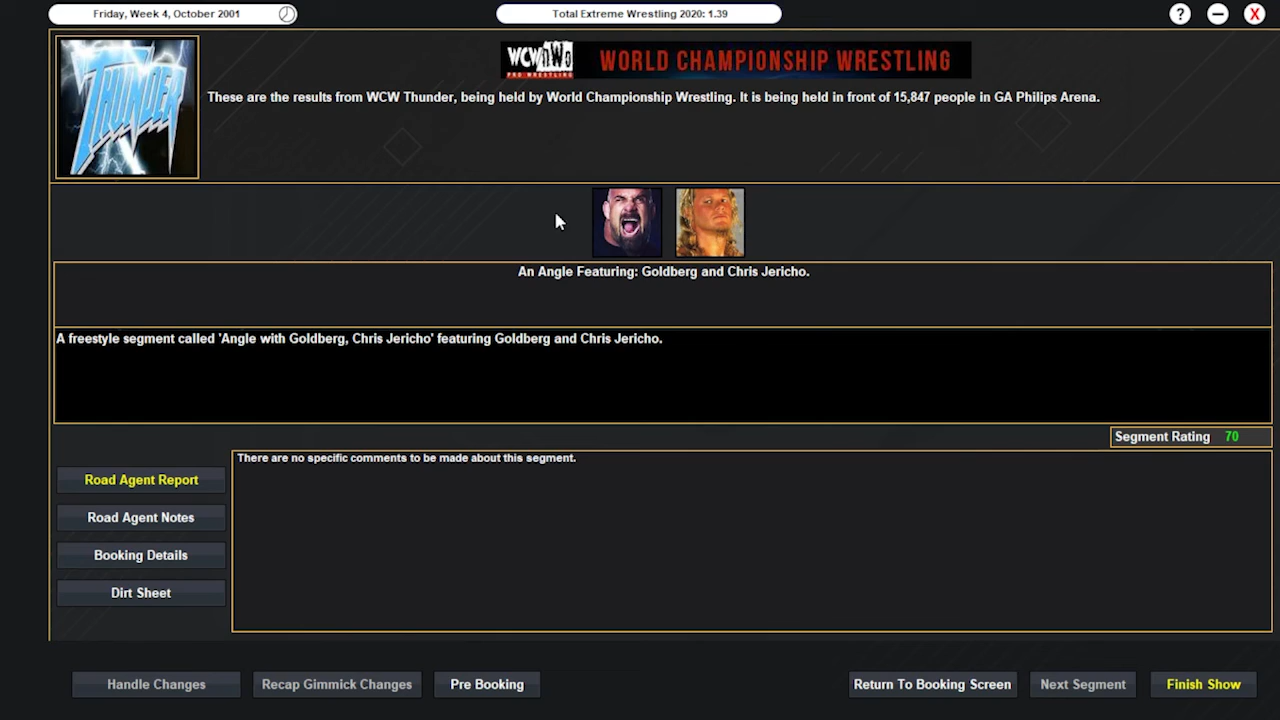 Friday, Week 4, October 2001
Total Extreme Wrestling 2020: 1.39
?
X
THUNDER
WCW nWo
PRO WRESTLING
WORLD CHAMPIONSHIP WRESTLING
These are the results from WCW Thunder, being held by World Championship Wrestling. It is being held in front of 15,847 people in GA Philips Arena.
An Angle Featuring: Goldberg and Chris Jericho.
A freestyle segment called 'Angle with Goldberg, Chris Jericho' featuring Goldberg and Chris Jericho.
Segment Rating 70
Road Agent Report
There are no specific comments to be made about this segment.
Road Agent Notes
Booking Details
Dirt Sheet
Handle Changes
Recap Gimmick Changes
Pre Booking
Return To Booking Screen
Next Segment
Finish Show